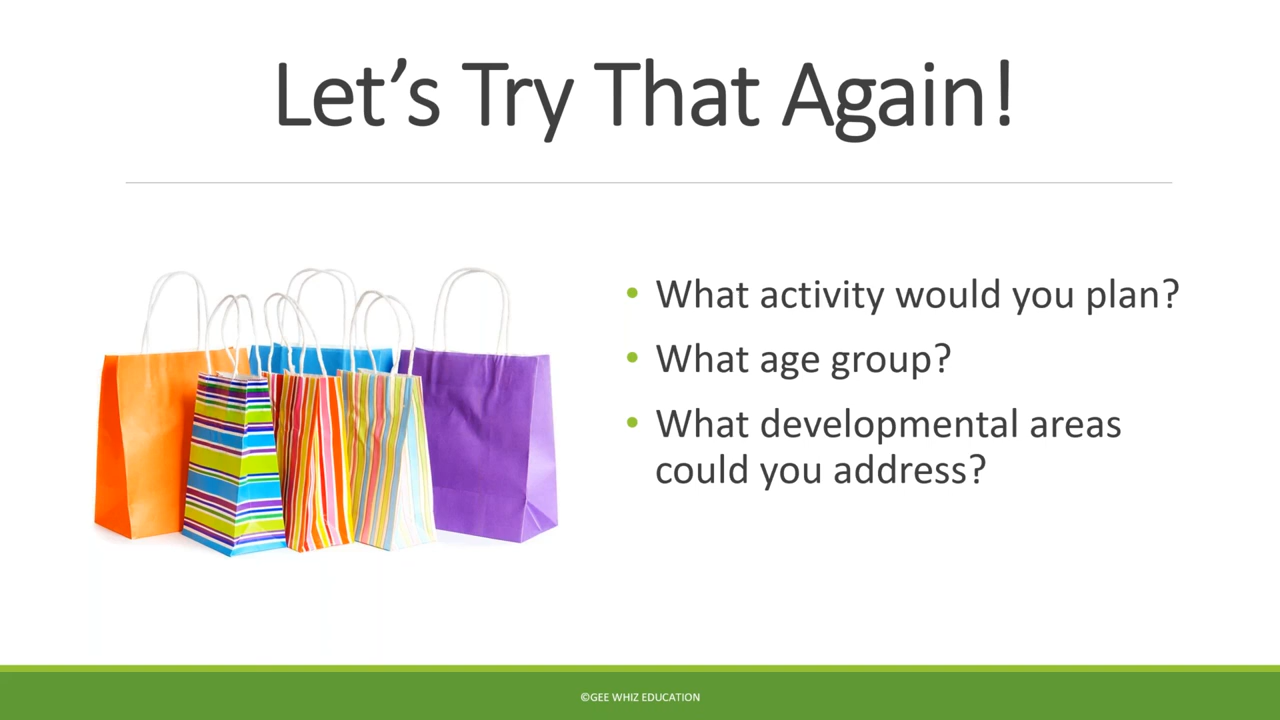 Let’s Try That Again!
• What activity would you plan?
• What age group?
• What developmental areas
could you address?
©GEE WHIZ EDUCATION